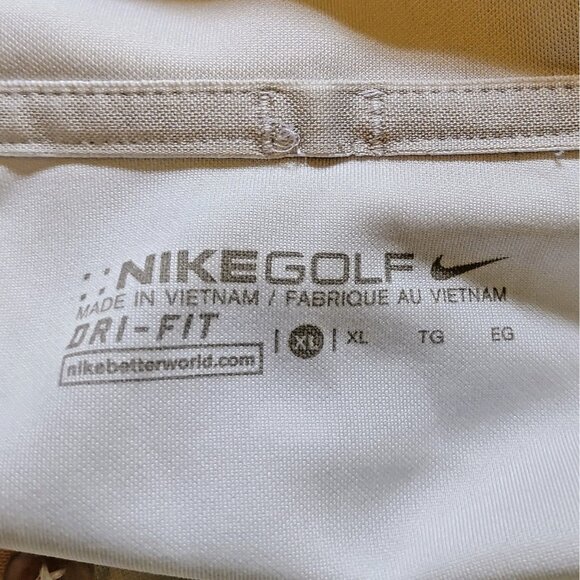 NIKEGOLF
MADE IN VIETNAM / FABRIQUE AU VIETNAM
DRI-FIT
| XL | XL TG EG
nikebetterworld.com